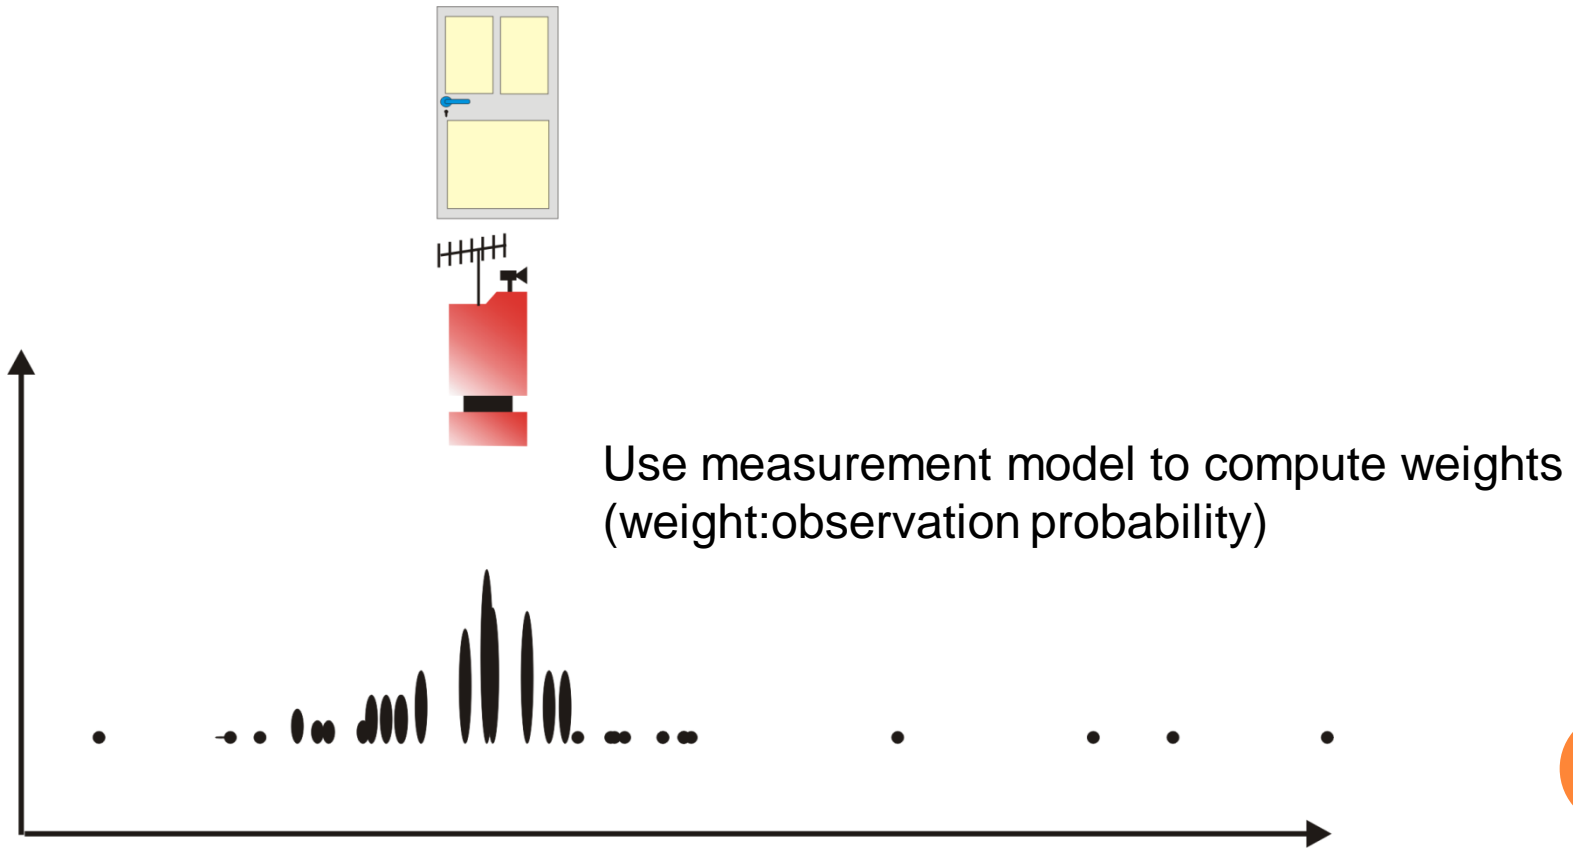 Use measurement model to compute weights
(weight:observation probability)